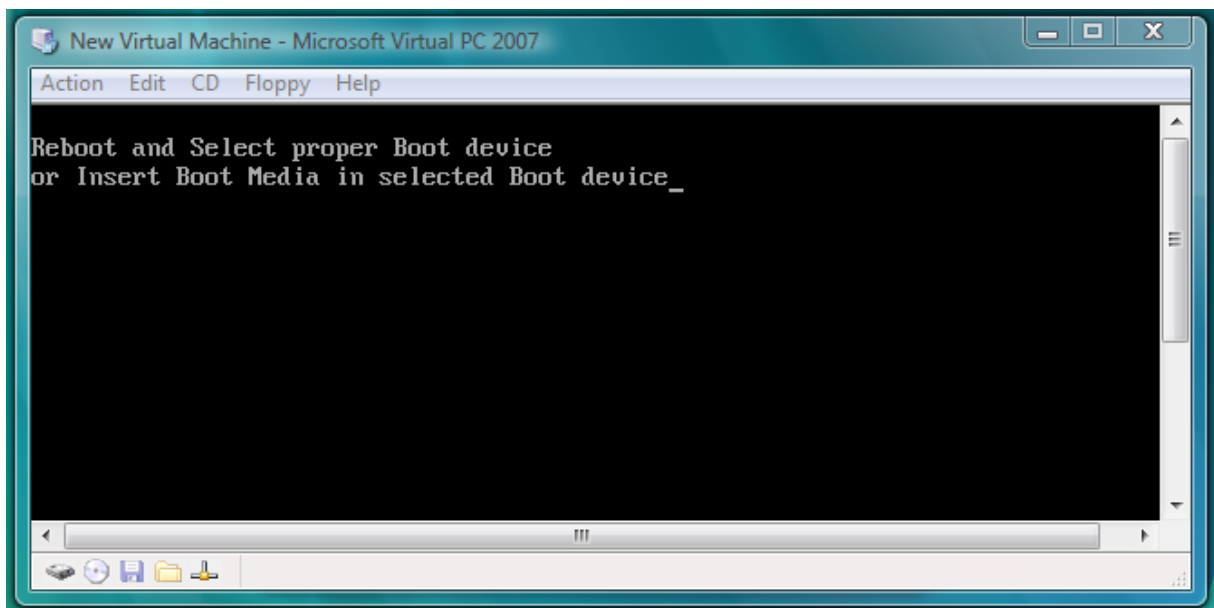 New Virtual Machine - Microsoft Virtual PC 2007
Action Edit CD Floppy Help
Reboot and Select proper Boot device
or Insert Boot Media in selected Boot device_